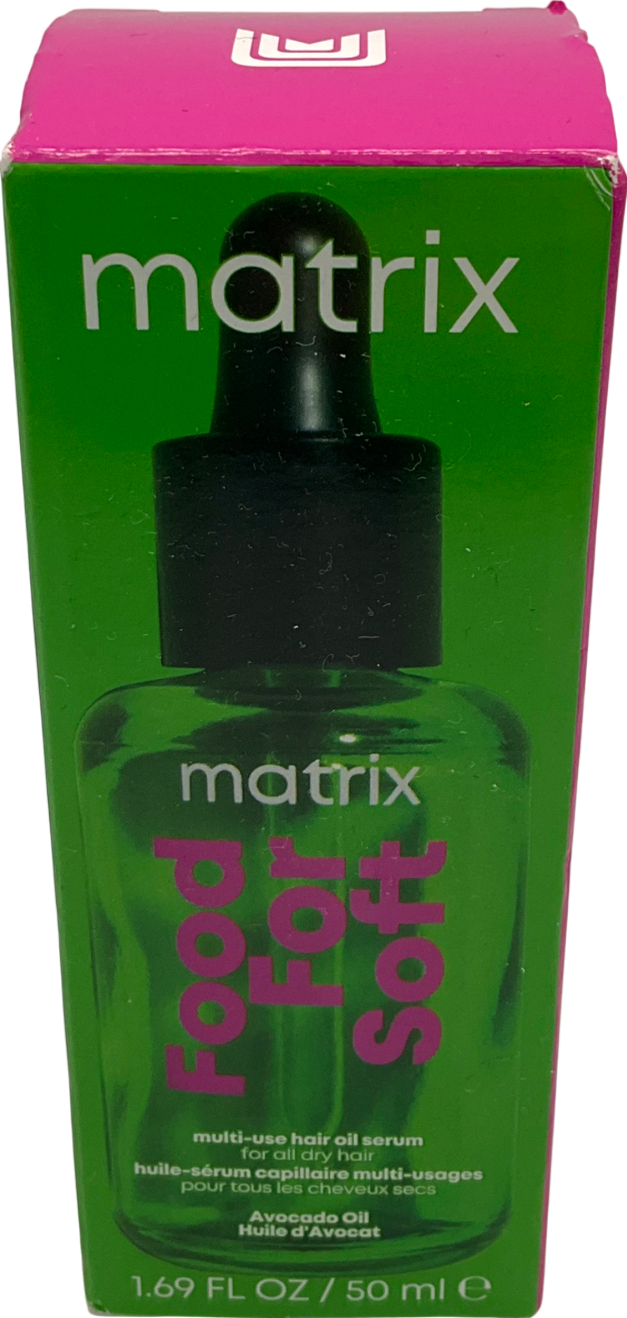 matrix
matrix
Food
For
Soft
multi-use hair oil serum
for all dry hair
huile-sérum capillaire multi-usages
pour tous les cheveux secs
Avocado Oil
Huile d'Avocat
1.69 FL OZ / 50 ml ℮